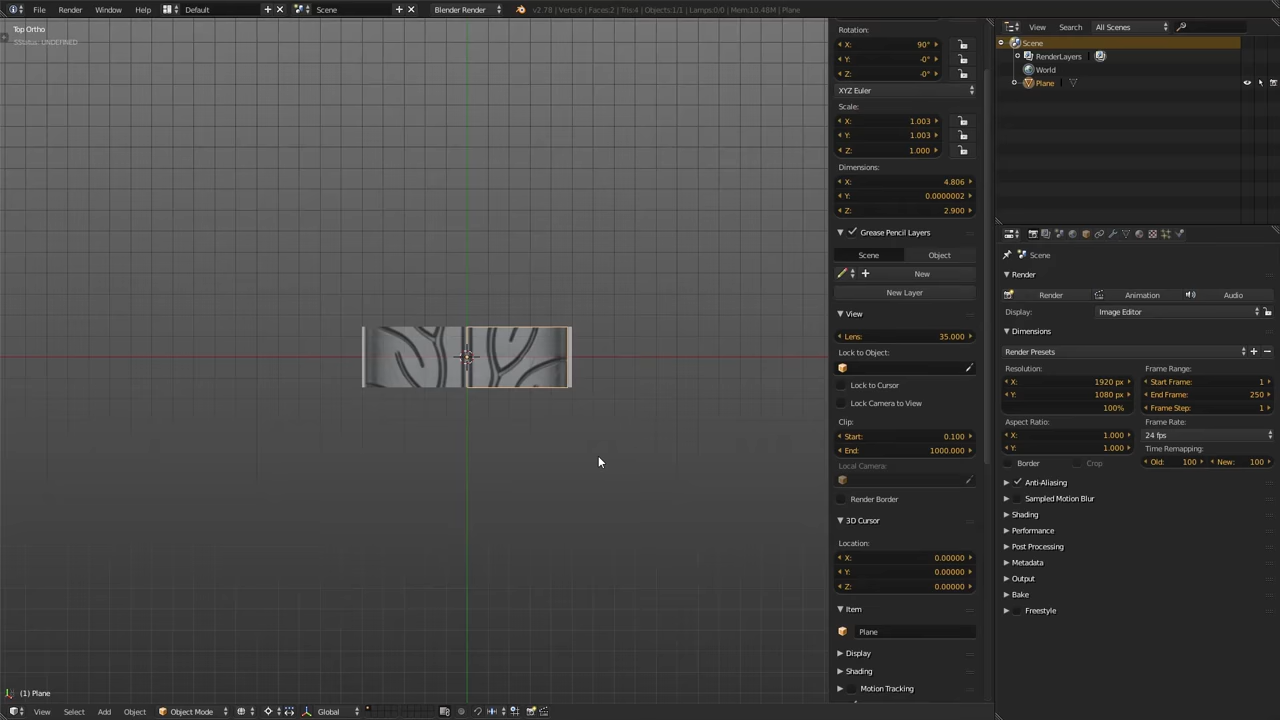 File Render Window Help Default Scene Blender Render v2.78 | Verts:6 | Faces:2 | Tris:4 | Objects:1/1 | Lamps:0/0 | Mem:10.48M | Plane
Top Ortho
SStatus: UNDEFINED
(1) Plane
View Select Add Object Object Mode Global
Rotation:
X: 90°
Y: -0°
Z: -0°
XYZ Euler
Scale:
X: 1.003
Y: 1.003
Z: 1.000
Dimensions:
X: 4.806
Y: 0.0000002
Z: 2.900
Grease Pencil Layers
Scene Object
New
New Layer
View
Lens: 35.000
Lock to Object:
Lock to Cursor
Lock Camera to View
Clip:
Start: 0.100
End: 1000.000
Local Camera:
Render Border
3D Cursor
Location:
X: 0.00000
Y: 0.00000
Z: 0.00000
Item
Plane
Display
Shading
Motion Tracking
View Search All Scenes
Scene
RenderLayers
World
Plane
Scene
Render
Render Animation Audio
Display: Image Editor
Dimensions
Render Presets
Resolution: Frame Range:
X: 1920 px Start Frame: 1
Y: 1080 px End Frame: 250
100% Frame Step: 1
Aspect Ratio: Frame Rate:
X: 1.000 24 fps
Y: 1.000 Time Remapping:
Border Crop Old: 100 New: 100
Anti-Aliasing
Sampled Motion Blur
Shading
Performance
Post Processing
Metadata
Output
Bake
Freestyle